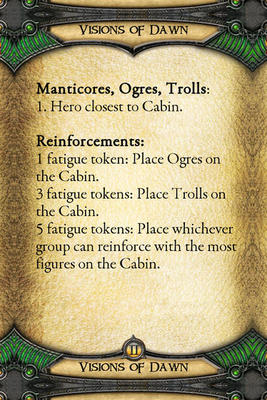 Visions of Dawn
Manticores, Ogres, Trolls:
1. Hero closest to Cabin.
Reinforcements:
1 fatigue token: Place Ogres on
the Cabin.
3 fatigue tokens: Place Trolls on
the Cabin.
5 fatigue tokens: Place whichever
group can reinforce with the most
figures on the Cabin.
II
Visions of Dawn